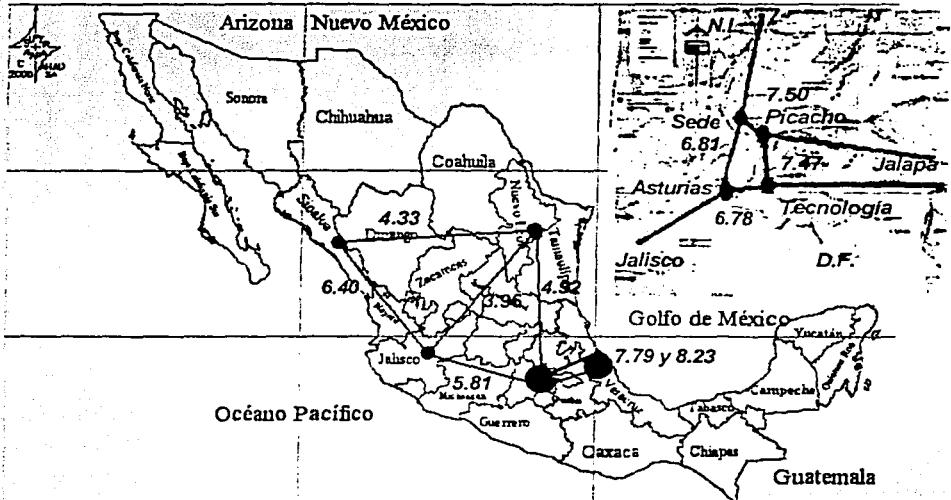 Arizona Nuevo México
Sonora
Chihuahua
Coahuila
Sinaloa
4.33
Durango
Zacatecas
6.40
3.96
4.92
Jalisco
5.81
Guerrero
Oaxaca
Chiapas
Tabasco
Campeche
Yucatán
Veracruz
7.79 y 8.23
Golfo de México
Océano Pacífico
Guatemala
N.L.
7.50
Sede
Picacho
6.81
7.47
Jalapa
Asturias
Tecnología
6.78
Jalisco
D.F.